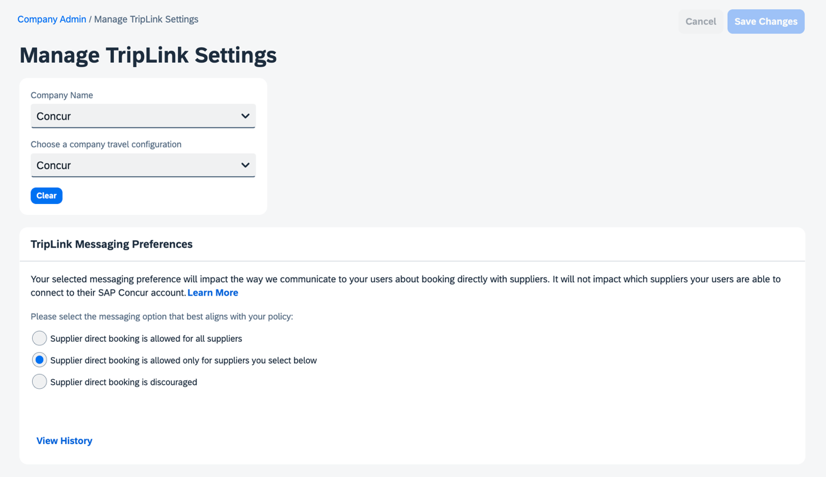 Company Admin / Manage TripLink Settings
Cancel
Save Changes
Manage TripLink Settings
Company Name
Concur
Choose a company travel configuration
Concur
Clear
TripLink Messaging Preferences
Your selected messaging preference will impact the way we communicate to your users about booking directly with suppliers. It will not impact which suppliers your users are able to
connect to their SAP Concur account. Learn More
Please select the messaging option that best aligns with your policy:
Supplier direct booking is allowed for all suppliers
Supplier direct booking is allowed only for suppliers you select below
Supplier direct booking is discouraged
View History